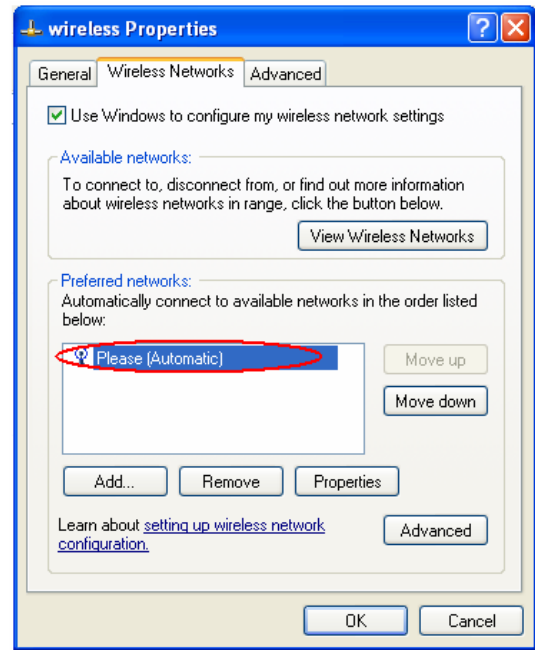 wireless Properties
General Wireless Networks Advanced
Use Windows to configure my wireless network settings
Available networks:
To connect to, disconnect from, or find out more information
about wireless networks in range, click the button below.
View Wireless Networks
Preferred networks:
Automatically connect to available networks in the order listed
below:
Please (Automatic)
Move up
Move down
Add... Remove Properties
Learn about setting up wireless network
configuration.
Advanced
OK Cancel